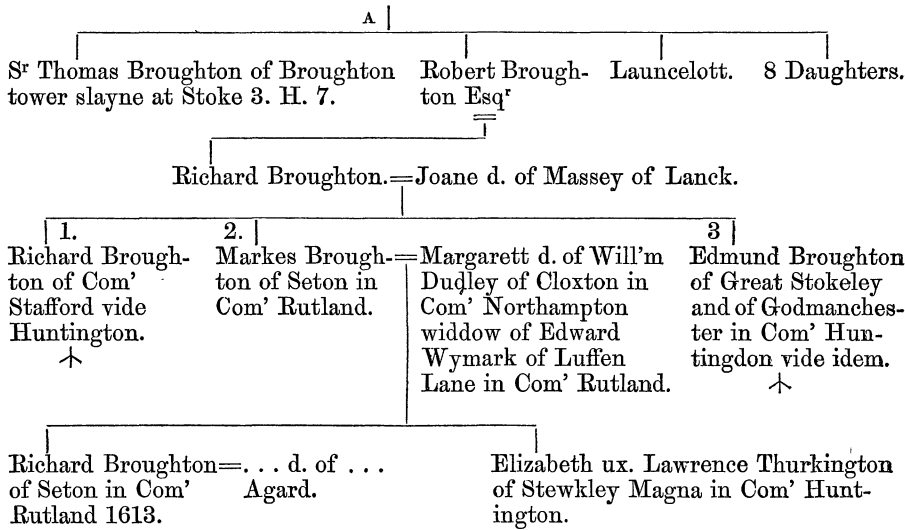 A
Sʳ Thomas Broughton of Broughton
tower slayne at Stoke 3. H. 7.
Robert Brough-
ton Esqʳ
Launcelott.
8 Daughters.
Richard Broughton.=Joane d. of Massey of Lanck.
1.
Richard Brough-
ton of Com'
Stafford vide
Huntington.
2.
Markes Brough-
ton of Seton in
Com' Rutland.
=
Margarett d. of Will'm
Dudley of Cloxton in
Com' Northampton
widdow of Edward
Wymark of Luffen
Lane in Com' Rutland.
3
Edmund Broughton
of Great Stokeley
and of Godmanches-
ter in Com' Hun-
tingdon vide idem.
Richard Broughton=. . . d. of . . .
of Seton in Com' Agard.
Rutland 1613.
Elizabeth ux. Lawrence Thurkington
of Stewkley Magna in Com' Hunt-
ington.